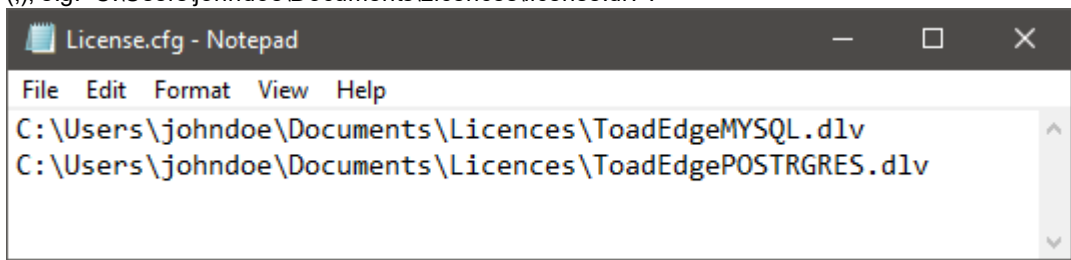 License.cfg - Notepad
File Edit Format View Help
C:\Users\johndoe\Documents\Licences\ToadEdgeMYSQL.dlv
C:\Users\johndoe\Documents\Licences\ToadEdgePOSTRGRES.dlv